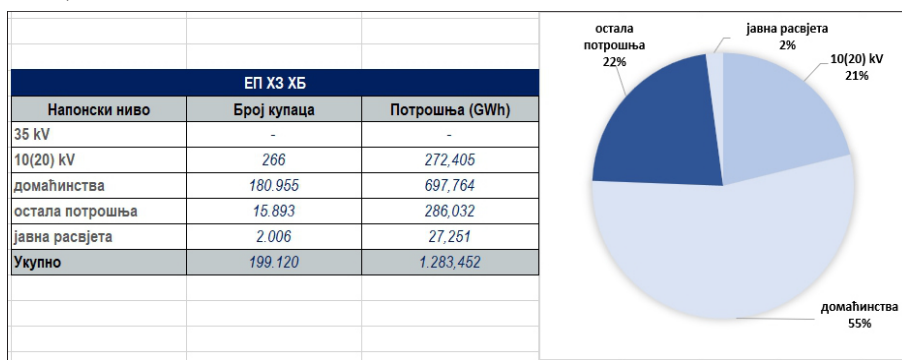 ЕП ХЗ ХБ
Напонски ниво Број купаца Потрошња (GWh)
35 kV - -
10(20) kV 266 272,405
домаћинства 180.955 697,764
остала потрошња 15.893 286,032
јавна расвјета 2.006 27,251
Укупно 199.120 1.283,452
остала
потрошња
22%
јавна расвјета
2%
10(20) kV
21%
домаћинства
55%